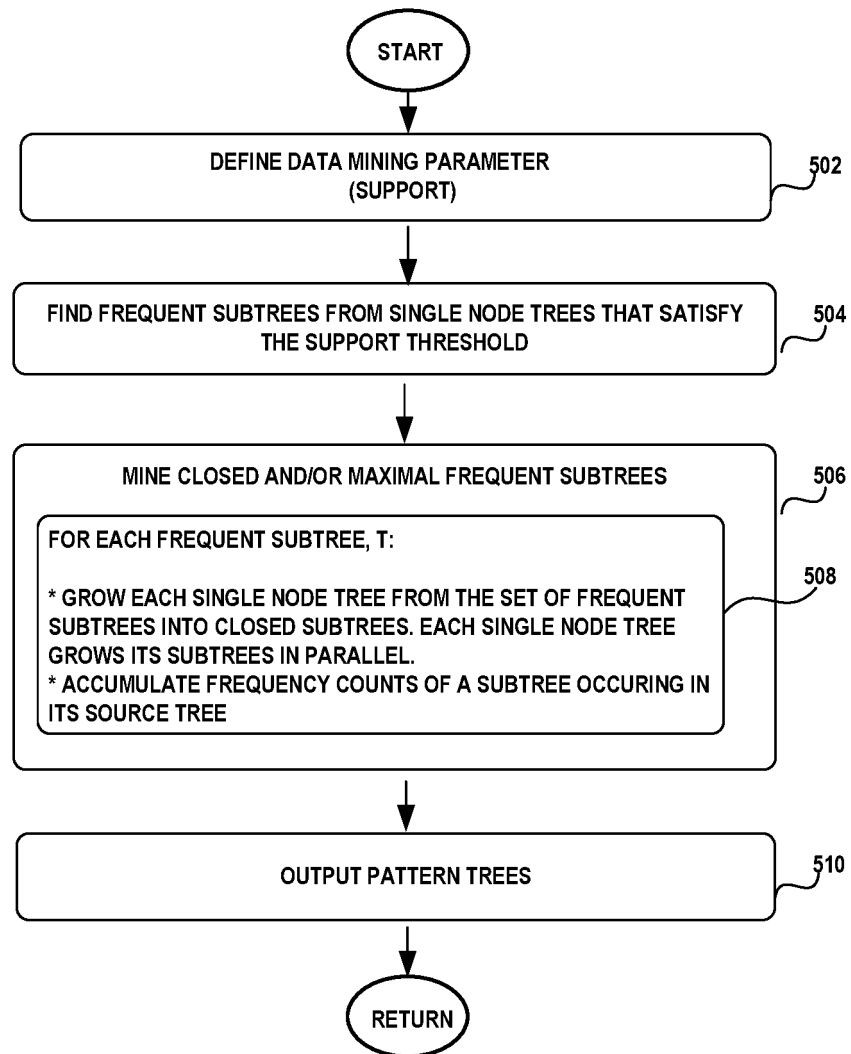 START
DEFINE DATA MINING PARAMETER
(SUPPORT)
502
FIND FREQUENT SUBTREES FROM SINGLE NODE TREES THAT SATISFY
THE SUPPORT THRESHOLD
504
MINE CLOSED AND/OR MAXIMAL FREQUENT SUBTREES
506
FOR EACH FREQUENT SUBTREE, T:
* GROW EACH SINGLE NODE TREE FROM THE SET OF FREQUENT
SUBTREES INTO CLOSED SUBTREES. EACH SINGLE NODE TREE
GROWS ITS SUBTREES IN PARALLEL.
* ACCUMULATE FREQUENCY COUNTS OF A SUBTREE OCCURING IN
ITS SOURCE TREE
508
OUTPUT PATTERN TREES
510
RETURN